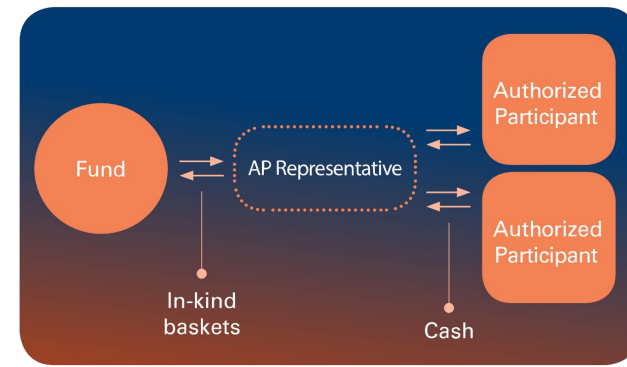 Authorized
Participant
Fund
AP Representative
Authorized
Participant
In-kind
baskets
Cash